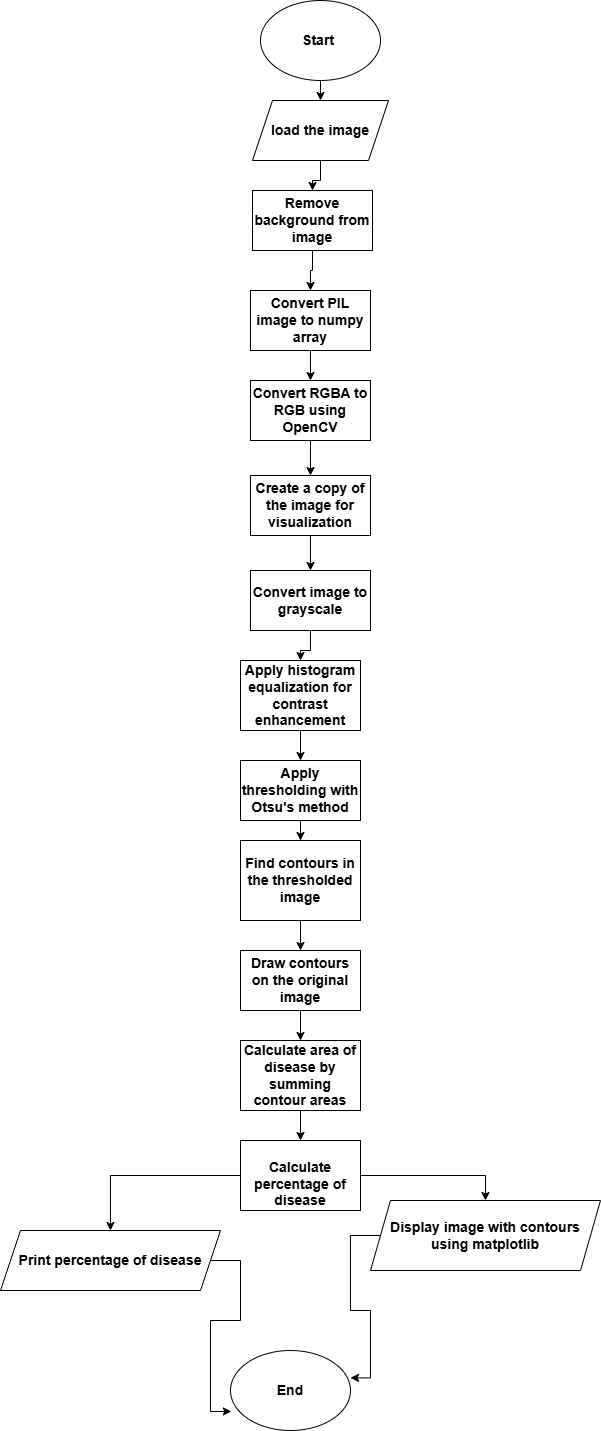 Start
load the image
Remove
background from
image
Convert PIL
image to numpy
array
Convert RGBA to
RGB using
OpenCV
Create a copy of
the image for
visualization
Convert image to
grayscale
Apply histogram
equalization for
contrast
enhancement
Apply
thresholding with
Otsu's method
Find contours in
the thresholded
image
Draw contours
on the original
image
Calculate area of
disease by
summing
contour areas
Calculate
percentage of
disease
Print percentage of disease
Display image with contours
using matplotlib
End